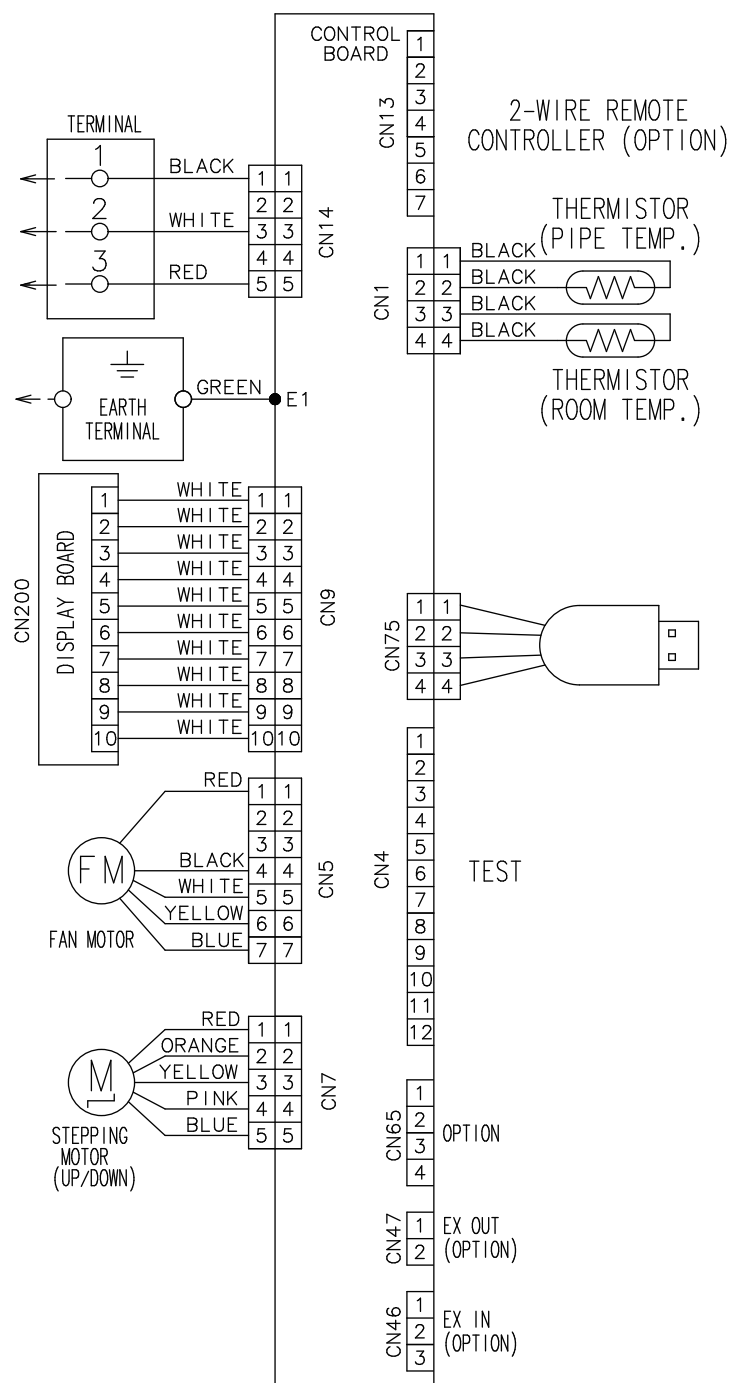 CONTROL
BOARD
CN13
1
2
3
4
5
6
7
2-WIRE REMOTE
CONTROLLER (OPTION)
TERMINAL
1
2
3
BLACK
WHITE
RED
1 1
2 2
3 3
4 4
5 5
CN14
THERMISTOR
(PIPE TEMP.)
CN1
1 1
2 2
3 3
4 4
BLACK
BLACK
BLACK
BLACK
THERMISTOR
(ROOM TEMP.)
EARTH
TERMINAL
GREEN
E1
CN200
DISPLAY BOARD
1
2
3
4
5
6
7
8
9
10
WHITE
WHITE
WHITE
WHITE
WHITE
WHITE
WHITE
WHITE
WHITE
WHITE
1 1
2 2
3 3
4 4
5 5
6 6
7 7
8 8
9 9
10 10
CN9
CN75
1 1
2 2
3 3
4 4
FM
FAN MOTOR
RED
BLACK
WHITE
YELLOW
BLUE
1 1
2 2
3 3
4 4
5 5
6 6
7 7
CN5
CN4
1
2
3
4
5
6
7
8
9
10
11
12
TEST
M
STEPPING
MOTOR
(UP/DOWN)
RED
ORANGE
YELLOW
PINK
BLUE
1 1
2 2
3 3
4 4
5 5
CN7
CN65
1
2
3
4
OPTION
CN47
1
2
EX OUT
(OPTION)
CN46
1
2
3
EX IN
(OPTION)